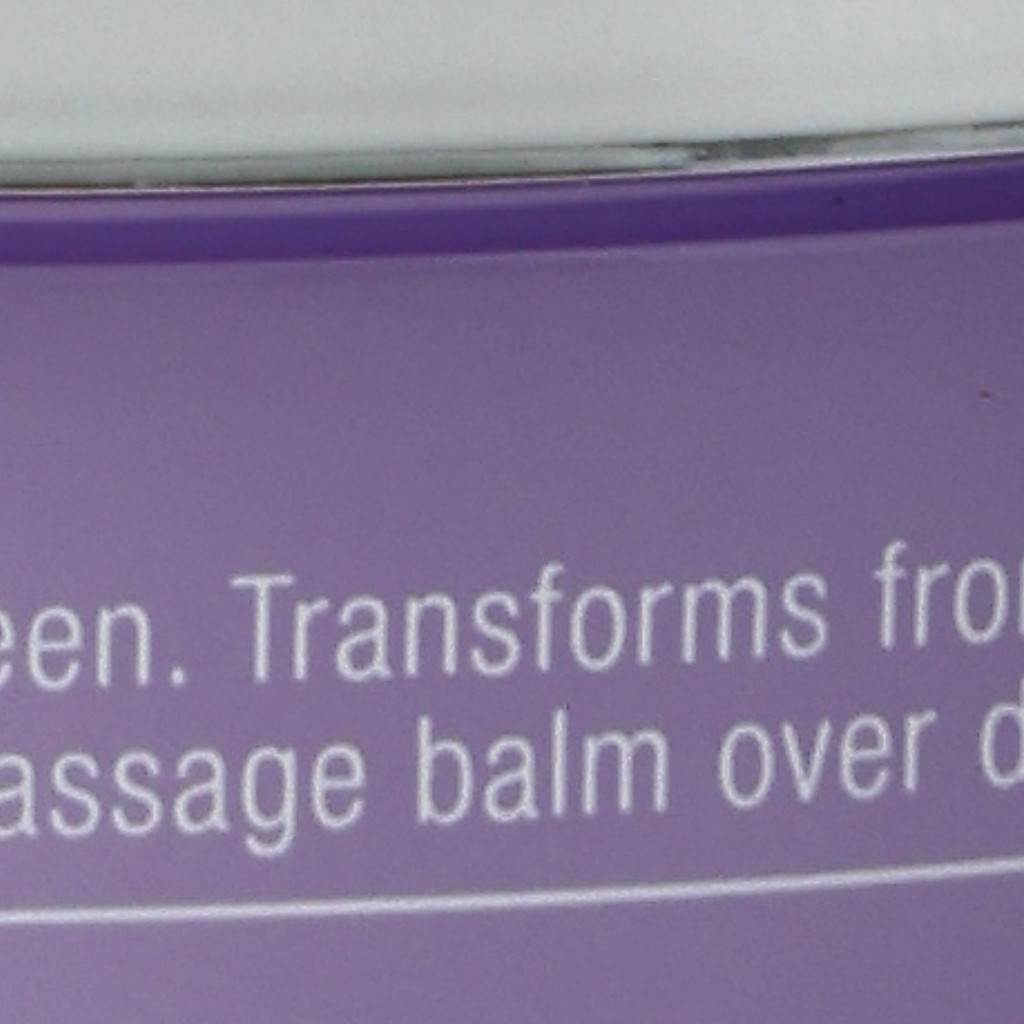 een. Transforms fro
assage balm over d